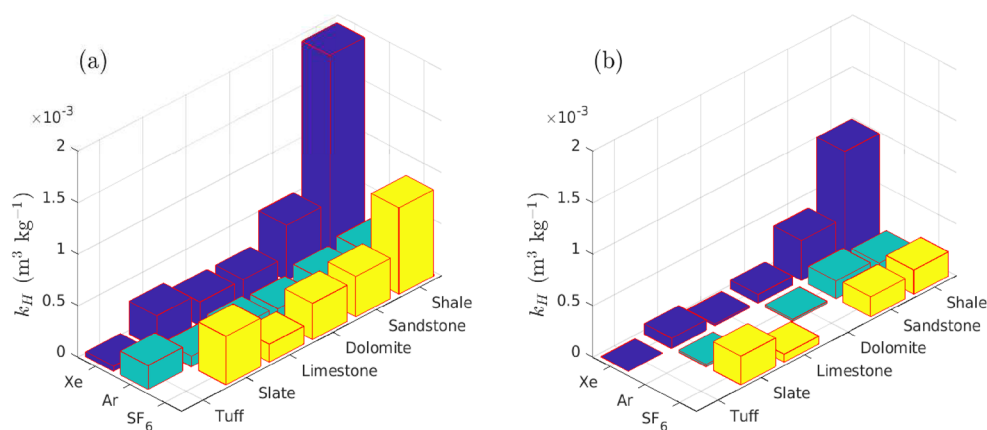 (a)
×10⁻³
2
1.5
1
0.5
0
k_H (m³ kg⁻¹)
Xe
Ar
SF₆
Tuff
Slate
Limestone
Dolomite
Sandstone
Shale
(b)
×10⁻³
2
1.5
1
0.5
0
k_H (m³ kg⁻¹)
Xe
Ar
SF₆
Tuff
Slate
Limestone
Dolomite
Sandstone
Shale